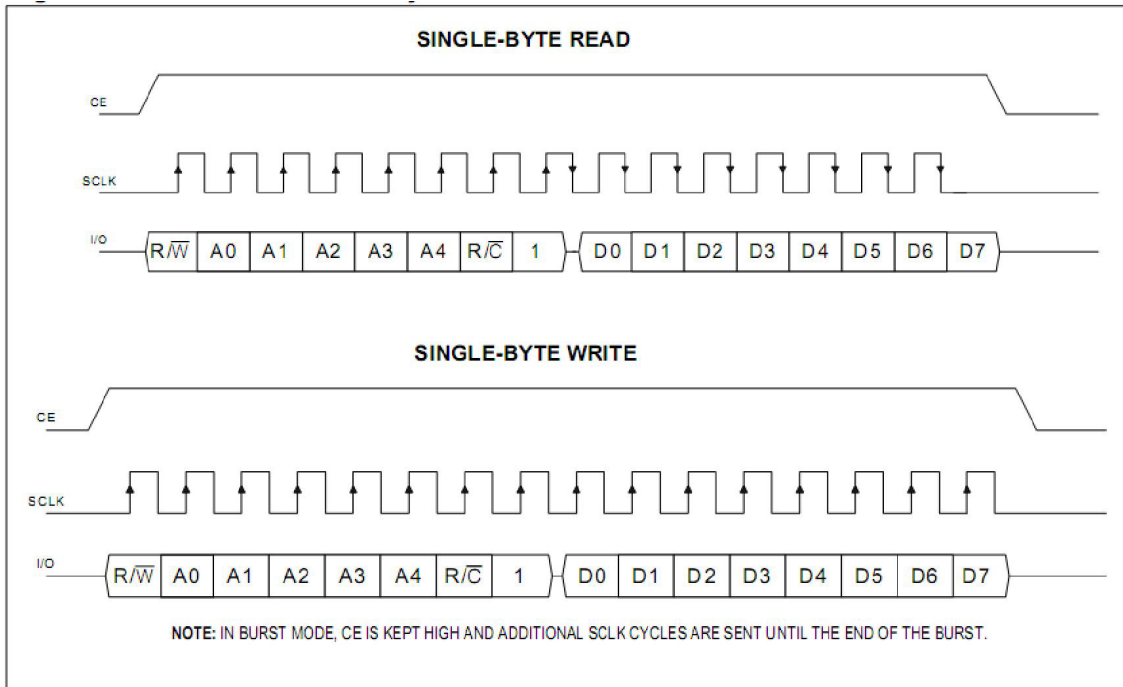 SINGLE-BYTE READ
CE
SCLK
I/O
R/W̅ A0 A1 A2 A3 A4 R/C̅ 1 D0 D1 D2 D3 D4 D5 D6 D7
SINGLE-BYTE WRITE
CE
SCLK
I/O
R/W̅ A0 A1 A2 A3 A4 R/C̅ 1 D0 D1 D2 D3 D4 D5 D6 D7
NOTE: IN BURST MODE, CE IS KEPT HIGH AND ADDITIONAL SCLK CYCLES ARE SENT UNTIL THE END OF THE BURST.